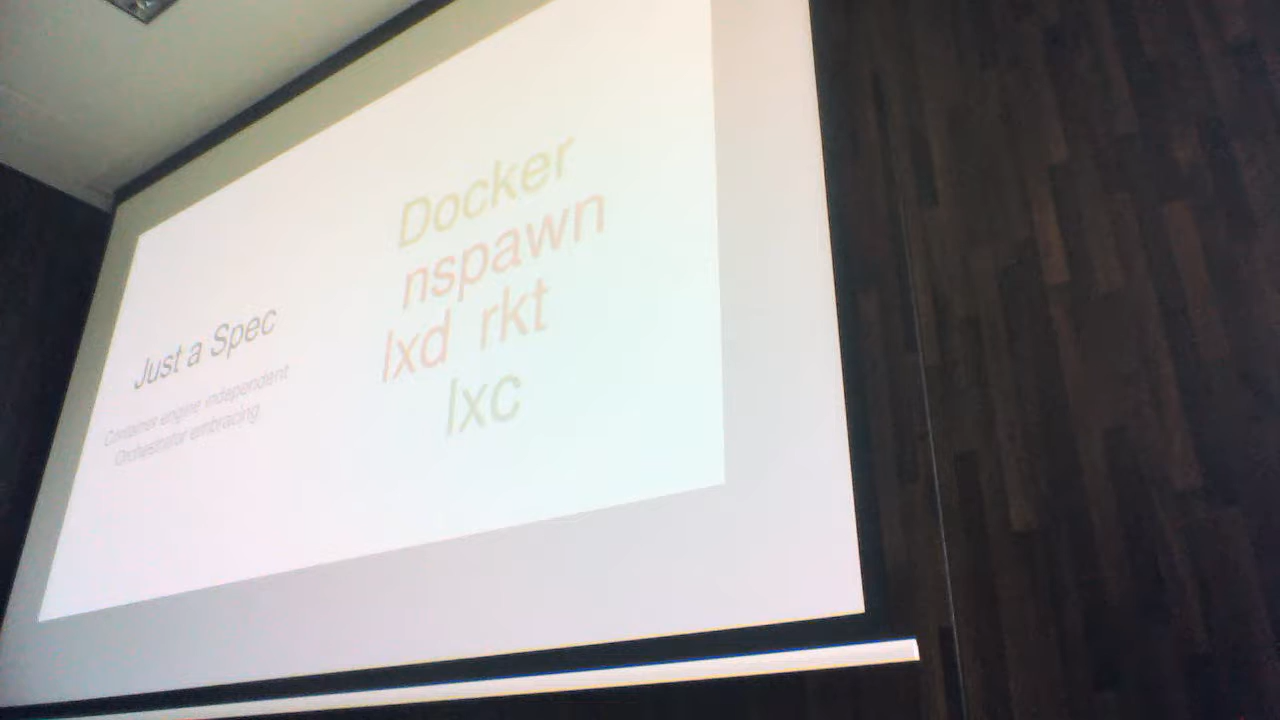 Just a Spec
Container engine independent
Orchestrator embracing
Docker
nspawn
lxd rkt
lxc